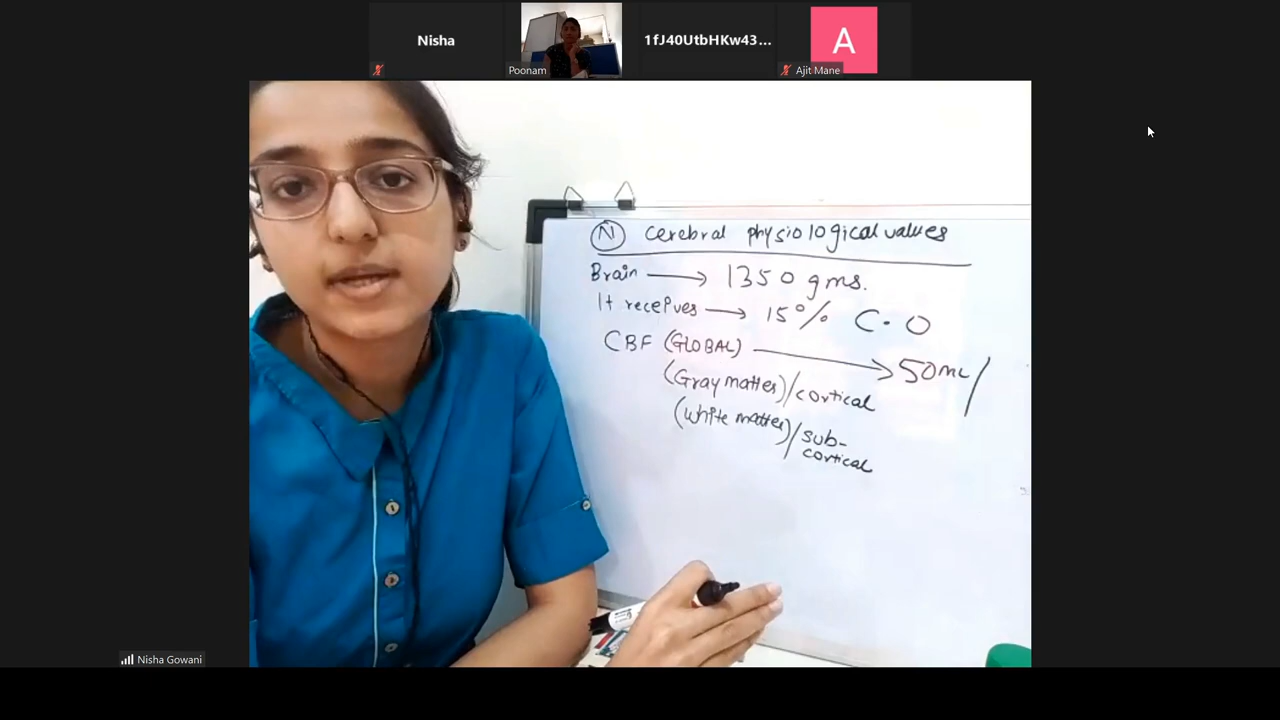 Nisha
Poonam
1fJ40UtbHKw43...
A
Ajit Mane
N Cerebral physiological values
Brain → 1350 gms.
It receives → 15% C.O
CBF (GLOBAL) → 50ml/
(Gray matter)/cortical
(White matter)/sub-
cortical
Nisha Gowani